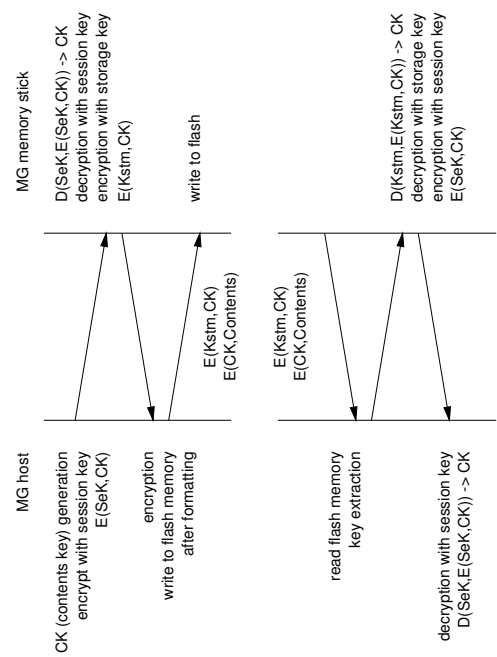 MG host
MG memory stick
CK (contents key) generation
encrypt with session key
E(SeK,CK)
D(SeK,E(SeK,CK)) -> CK
decryption with session key
encryption with storage key
E(Kstm,CK)
encryption
write to flash memory
after formatting
E(Kstm,CK)
E(CK,Contents)
write to flash
E(Kstm,CK)
E(CK,Contents)
read flash memory
key extraction
D(Kstm,E(Kstm,CK)) -> CK
decryption with storage key
encryption with session key
E(SeK,CK)
decryption with session key
D(SeK,E(SeK,CK)) -> CK